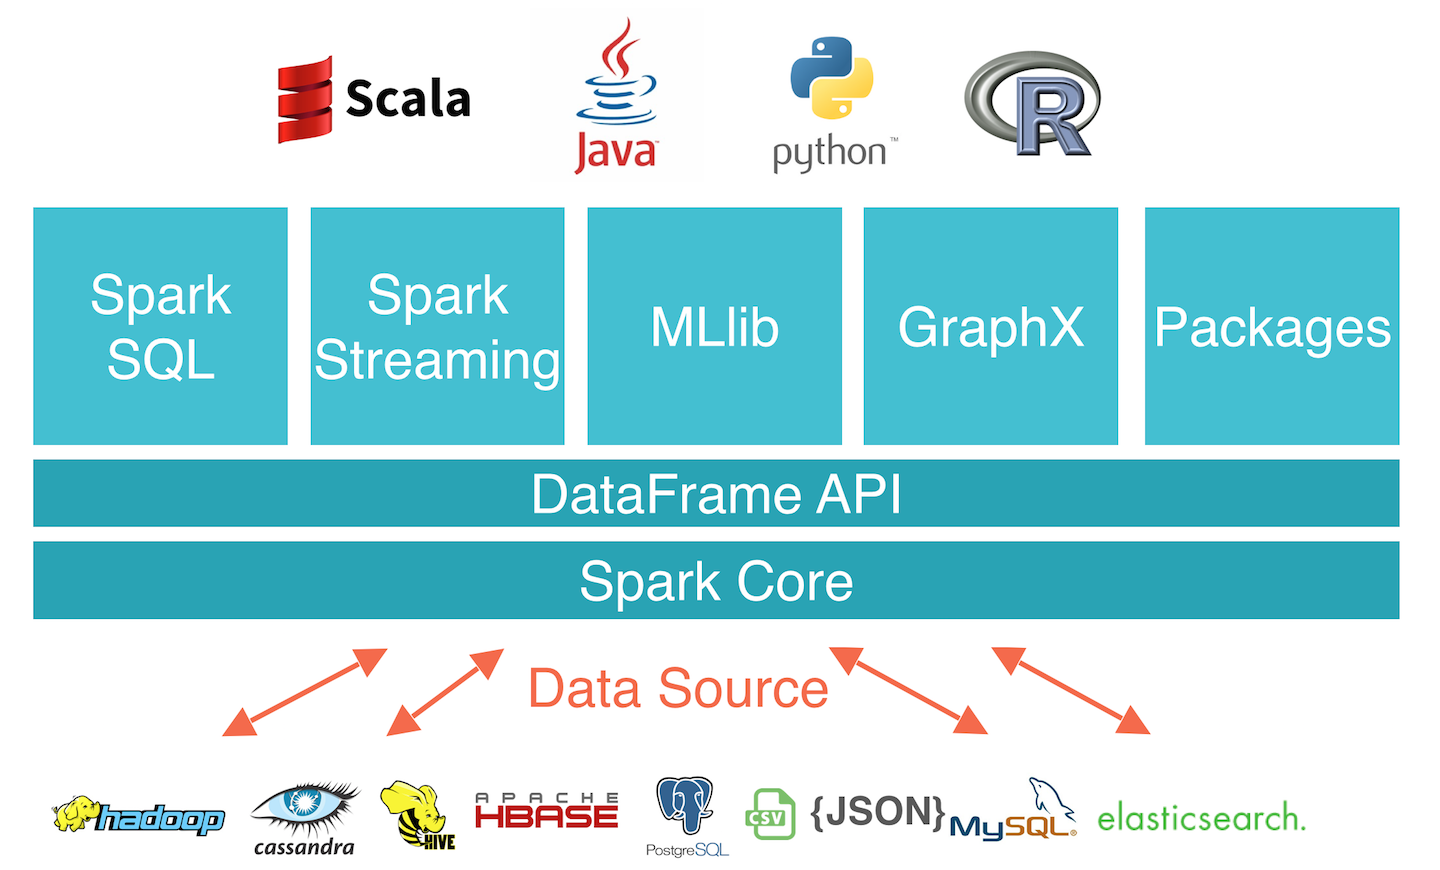 Scala
Java™
python™
R
Spark
SQL
Spark
Streaming
MLlib
GraphX
Packages
DataFrame API
Spark Core
Data Source
hadoop
cassandra
HIVE
APACHE
HBASE
PostgreSQL
CSV
{JSON}
MySQL®
elasticsearch.